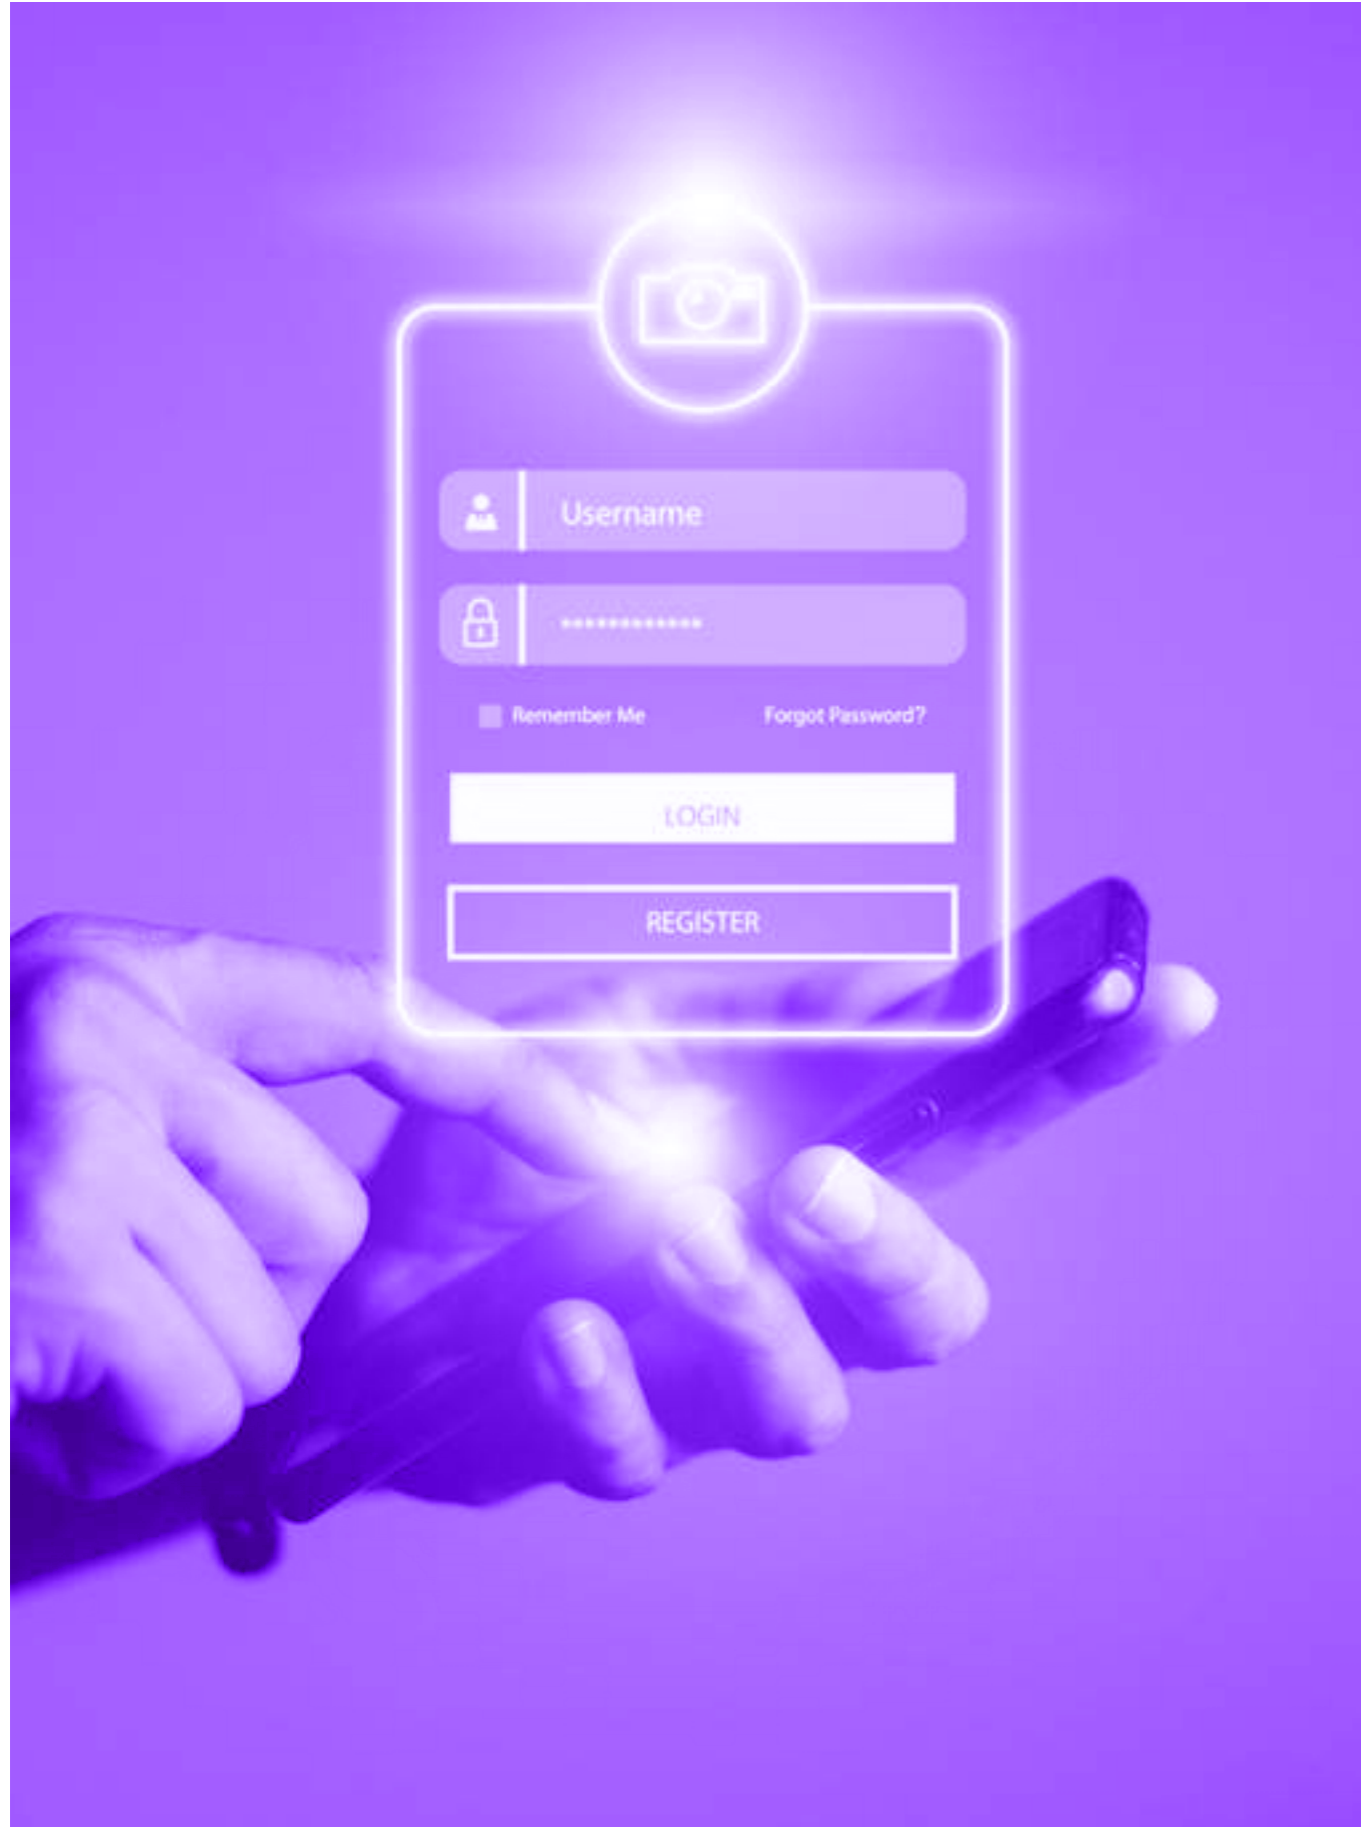 Username
************
Remember Me Forgot Password?
LOGIN
REGISTER